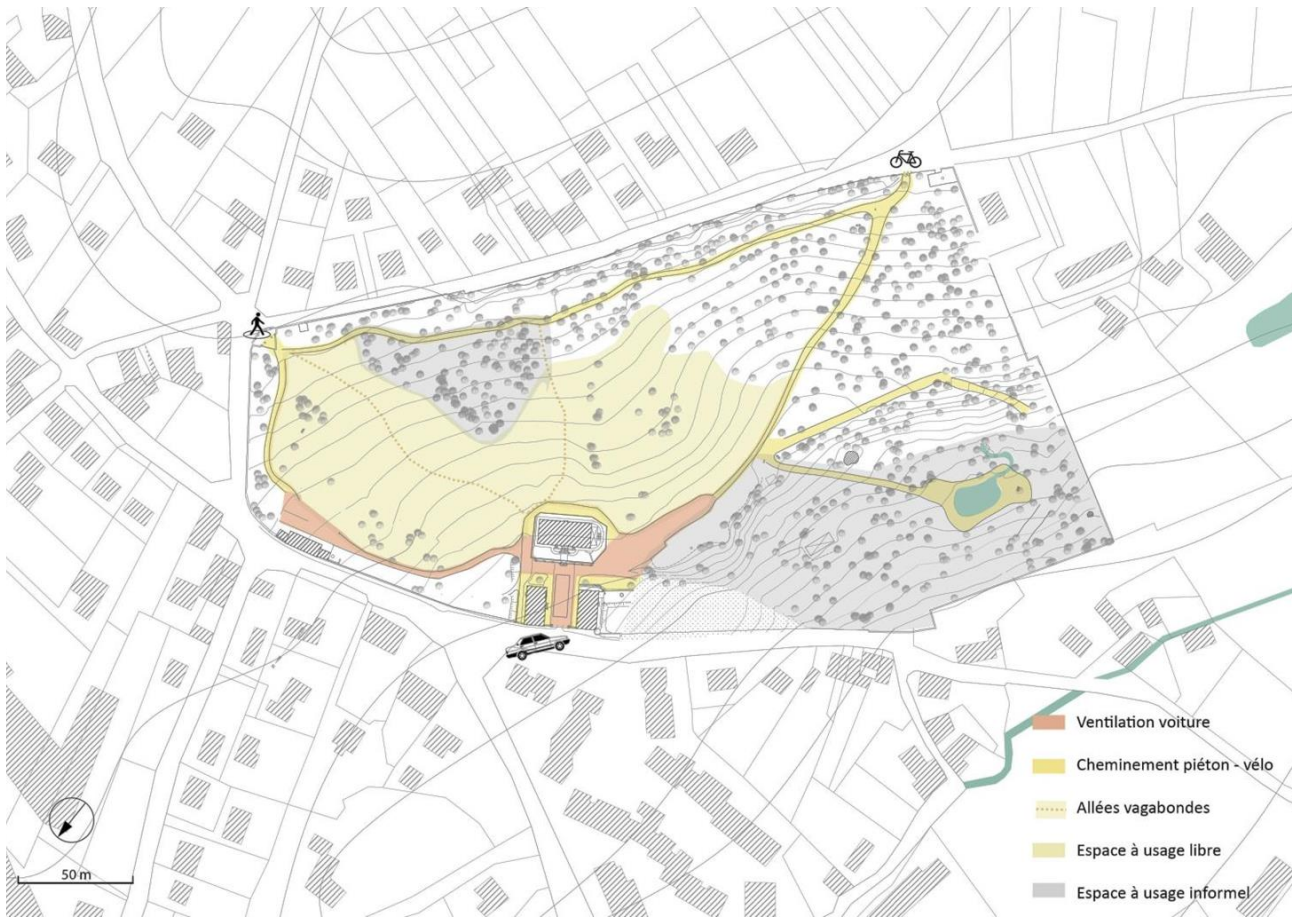 Ventilation voiture
Cheminement piéton - vélo
Allées vagabondes
Espace à usage libre
Espace à usage informel
50 m